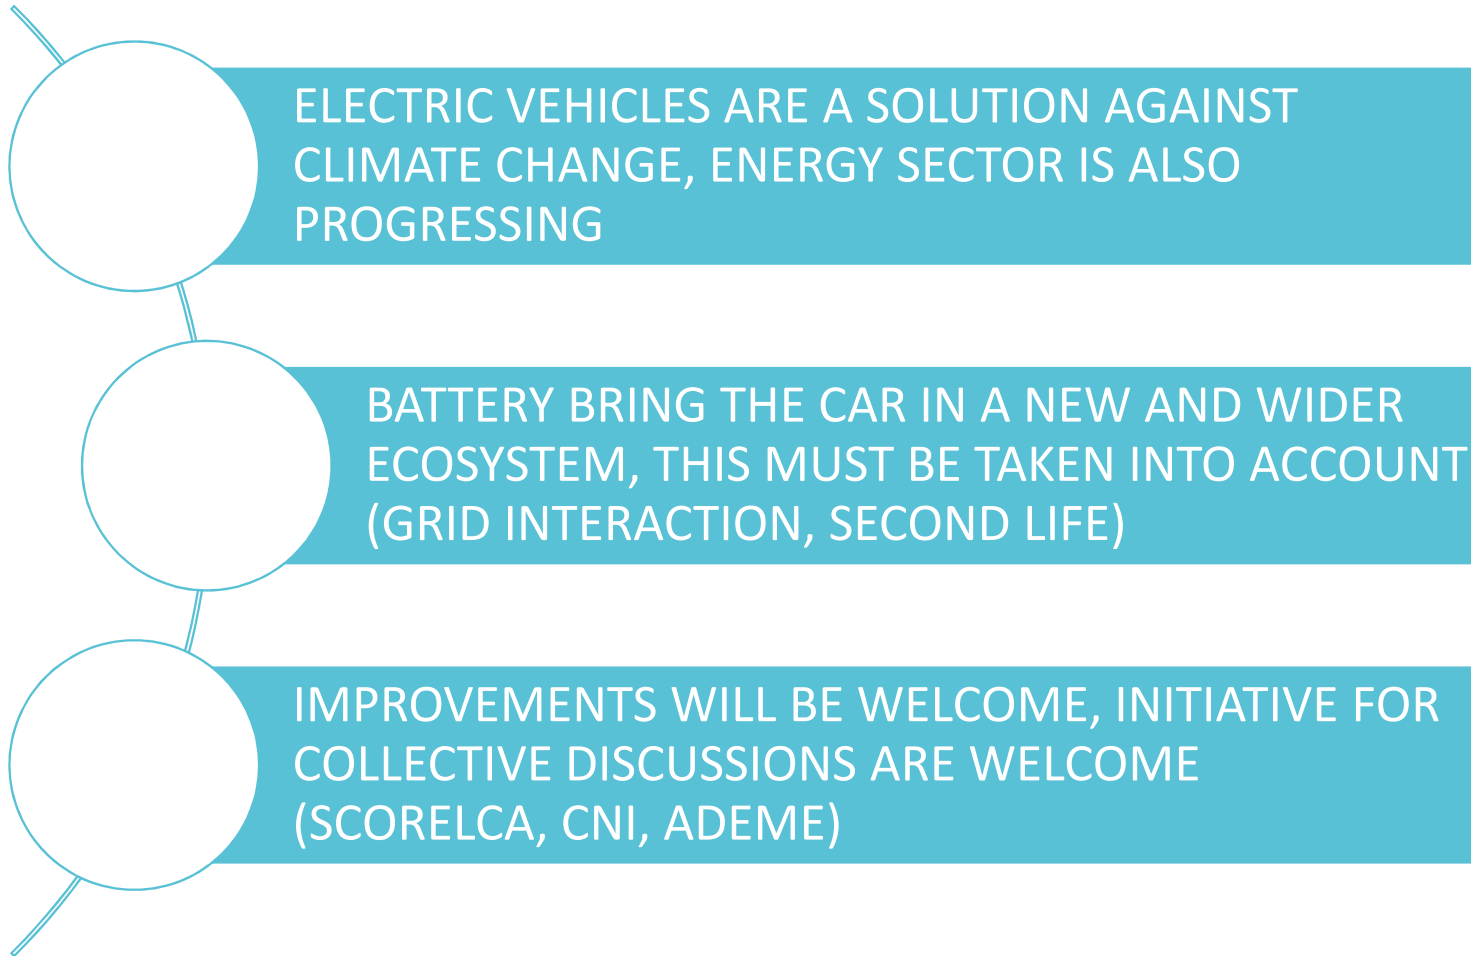 ELECTRIC VEHICLES ARE A SOLUTION AGAINST
CLIMATE CHANGE, ENERGY SECTOR IS ALSO
PROGRESSING
BATTERY BRING THE CAR IN A NEW AND WIDER
ECOSYSTEM, THIS MUST BE TAKEN INTO ACCOUNT
(GRID INTERACTION, SECOND LIFE)
IMPROVEMENTS WILL BE WELCOME, INITIATIVE FOR
COLLECTIVE DISCUSSIONS ARE WELCOME
(SCORELCA, CNI, ADEME)